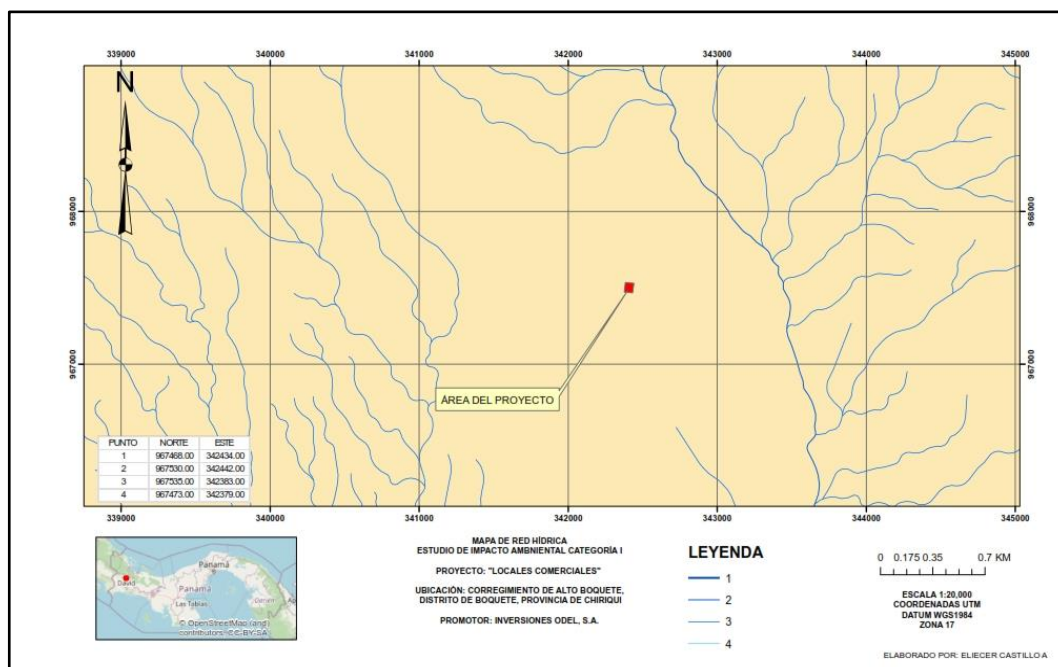 339000 340000 341000 342000 343000 344000 345000
N
968000 968000
967000 967000
ÁREA DEL PROYECTO
PUNTO NORTE ESTE
1 967468.00 342434.00
2 967530.00 342442.00
3 967535.00 342383.00
4 967473.00 342379.00
339000 340000 341000 342000 343000 344000 345000
Panamá
David
Panamá
Las Tablas
© OpenStreetMap (and)
contributors, CC-BY-SA
MAPA DE RED HÍDRICA
ESTUDIO DE IMPACTO AMBIENTAL CATEGORÍA I
PROYECTO: "LOCALES COMERCIALES"
UBICACIÓN: CORREGIMIENTO DE ALTO BOQUETE,
DISTRITO DE BOQUETE, PROVINCIA DE CHIRIQUI
PROMOTOR: INVERSIONES ODEL, S.A.
LEYENDA
1
2
3
4
0 0.175 0.35 0.7 KM
ESCALA 1:20,000
COORDENADAS UTM
DATUM WGS1984
ZONA 17
ELABORADO POR: ELIECER CASTILLO A